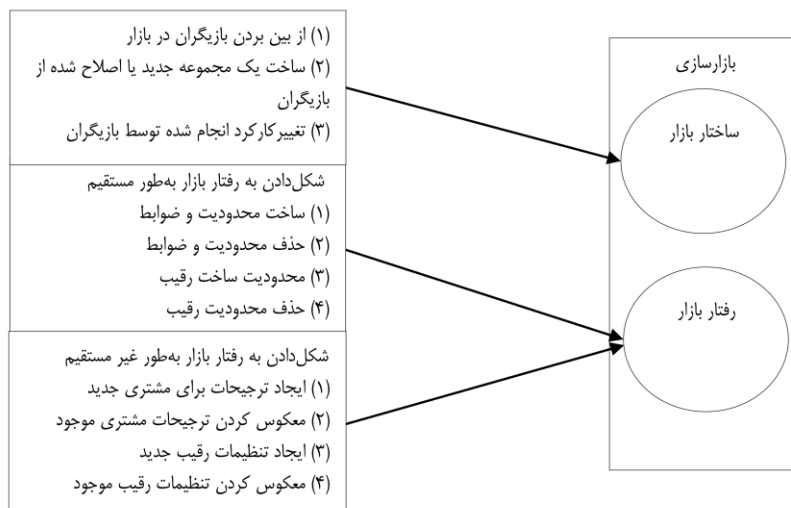 (۱) از بین بردن بازیگران در بازار
(۲) ساخت یک مجموعه جدید یا اصلاح شده از
بازیگران
(۳) تغییرکارکرد انجام شده توسط بازیگران
شکل‌دادن به رفتار بازار به‌طور مستقیم
(۱) ساخت محدودیت و ضوابط
(۲) حذف محدودیت و ضوابط
(۳) محدودیت ساخت رقیب
(۴) حذف محدودیت رقیب
شکل‌دادن به رفتار بازار به‌طور غیر مستقیم
(۱) ایجاد ترجیحات برای مشتری جدید
(۲) معکوس کردن ترجیحات مشتری موجود
(۳) ایجاد تنظیمات رقیب جدید
(۴) معکوس کردن تنظیمات رقیب موجود
بازارسازی
ساختار بازار
رفتار بازار